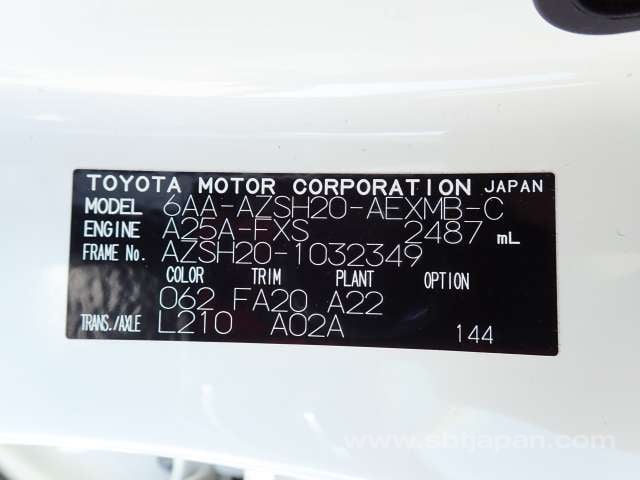 TOYOTA MOTOR CORPORATION JAPAN
MODEL 6AA-AZSH20-AEXMB-C
ENGINE A25A-FXS 2487 mL
FRAME No. AZSH20-1032349
COLOR TRIM PLANT OPTION
062 FA20 A22
TRANS./AXLE L210 A02A 144
www.sbtjapan.com